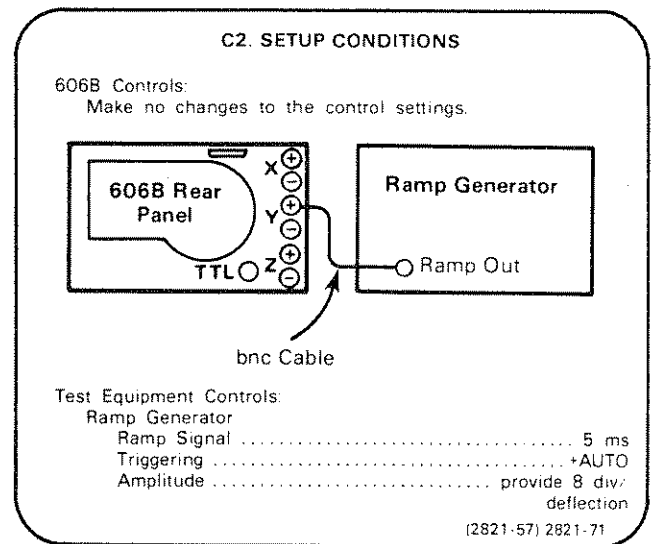 C2. SETUP CONDITIONS
606B Controls:
Make no changes to the control settings.
606B Rear
Panel
X + −
Y + −
Z + −
TTL
Ramp Generator
Ramp Out
bnc Cable
Test Equipment Controls:
Ramp Generator
Ramp Signal .................................. 5 ms
Triggering .................................... +AUTO
Amplitude ............................ provide 8 div/
deflection
(2821-57) 2821-71